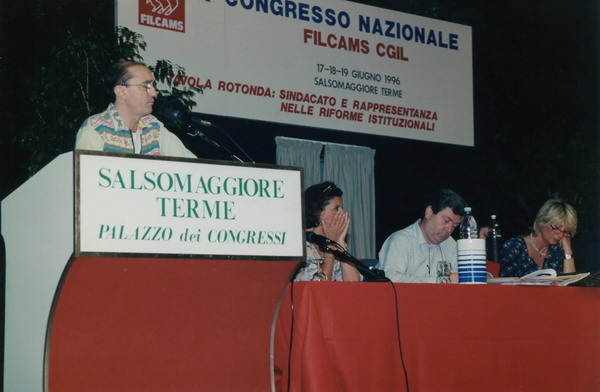 FILCAMS
CONGRESSO NAZIONALE
FILCAMS CGIL
17-18-19 GIUGNO 1996
SALSOMAGGIORE TERME
ROTONDA: SINDACATO E RAPPRESENTANZA
NELLE RIFORME ISTITUZIONALI
SALSOMAGGIORE
TERME
PALAZZO dei CONGRESSI